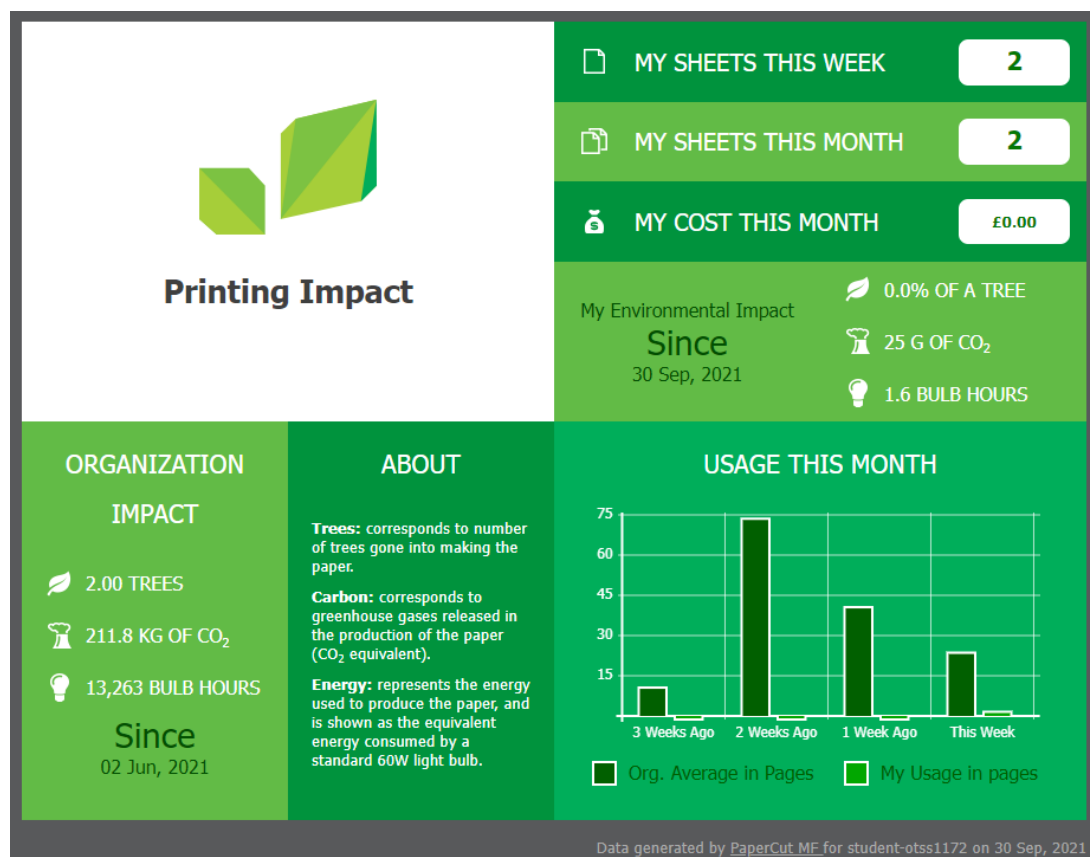 Printing Impact
MY SHEETS THIS WEEK
2
MY SHEETS THIS MONTH
2
MY COST THIS MONTH
£0.00
My Environmental Impact
Since
30 Sep, 2021
0.0% OF A TREE
25 G OF CO₂
1.6 BULB HOURS
ORGANIZATION
IMPACT
2.00 TREES
211.8 KG OF CO₂
13,263 BULB HOURS
Since
02 Jun, 2021
ABOUT
Trees: corresponds to number
of trees gone into making the
paper.
Carbon: corresponds to
greenhouse gases released in
the production of the paper
(CO₂ equivalent).
Energy: represents the energy
used to produce the paper, and
is shown as the equivalent
energy consumed by a
standard 60W light bulb.
USAGE THIS MONTH
75
60
45
30
15
3 Weeks Ago
2 Weeks Ago
1 Week Ago
This Week
Org. Average in Pages
My Usage in pages
Data generated by PaperCut MF for student-otss1172 on 30 Sep, 2021